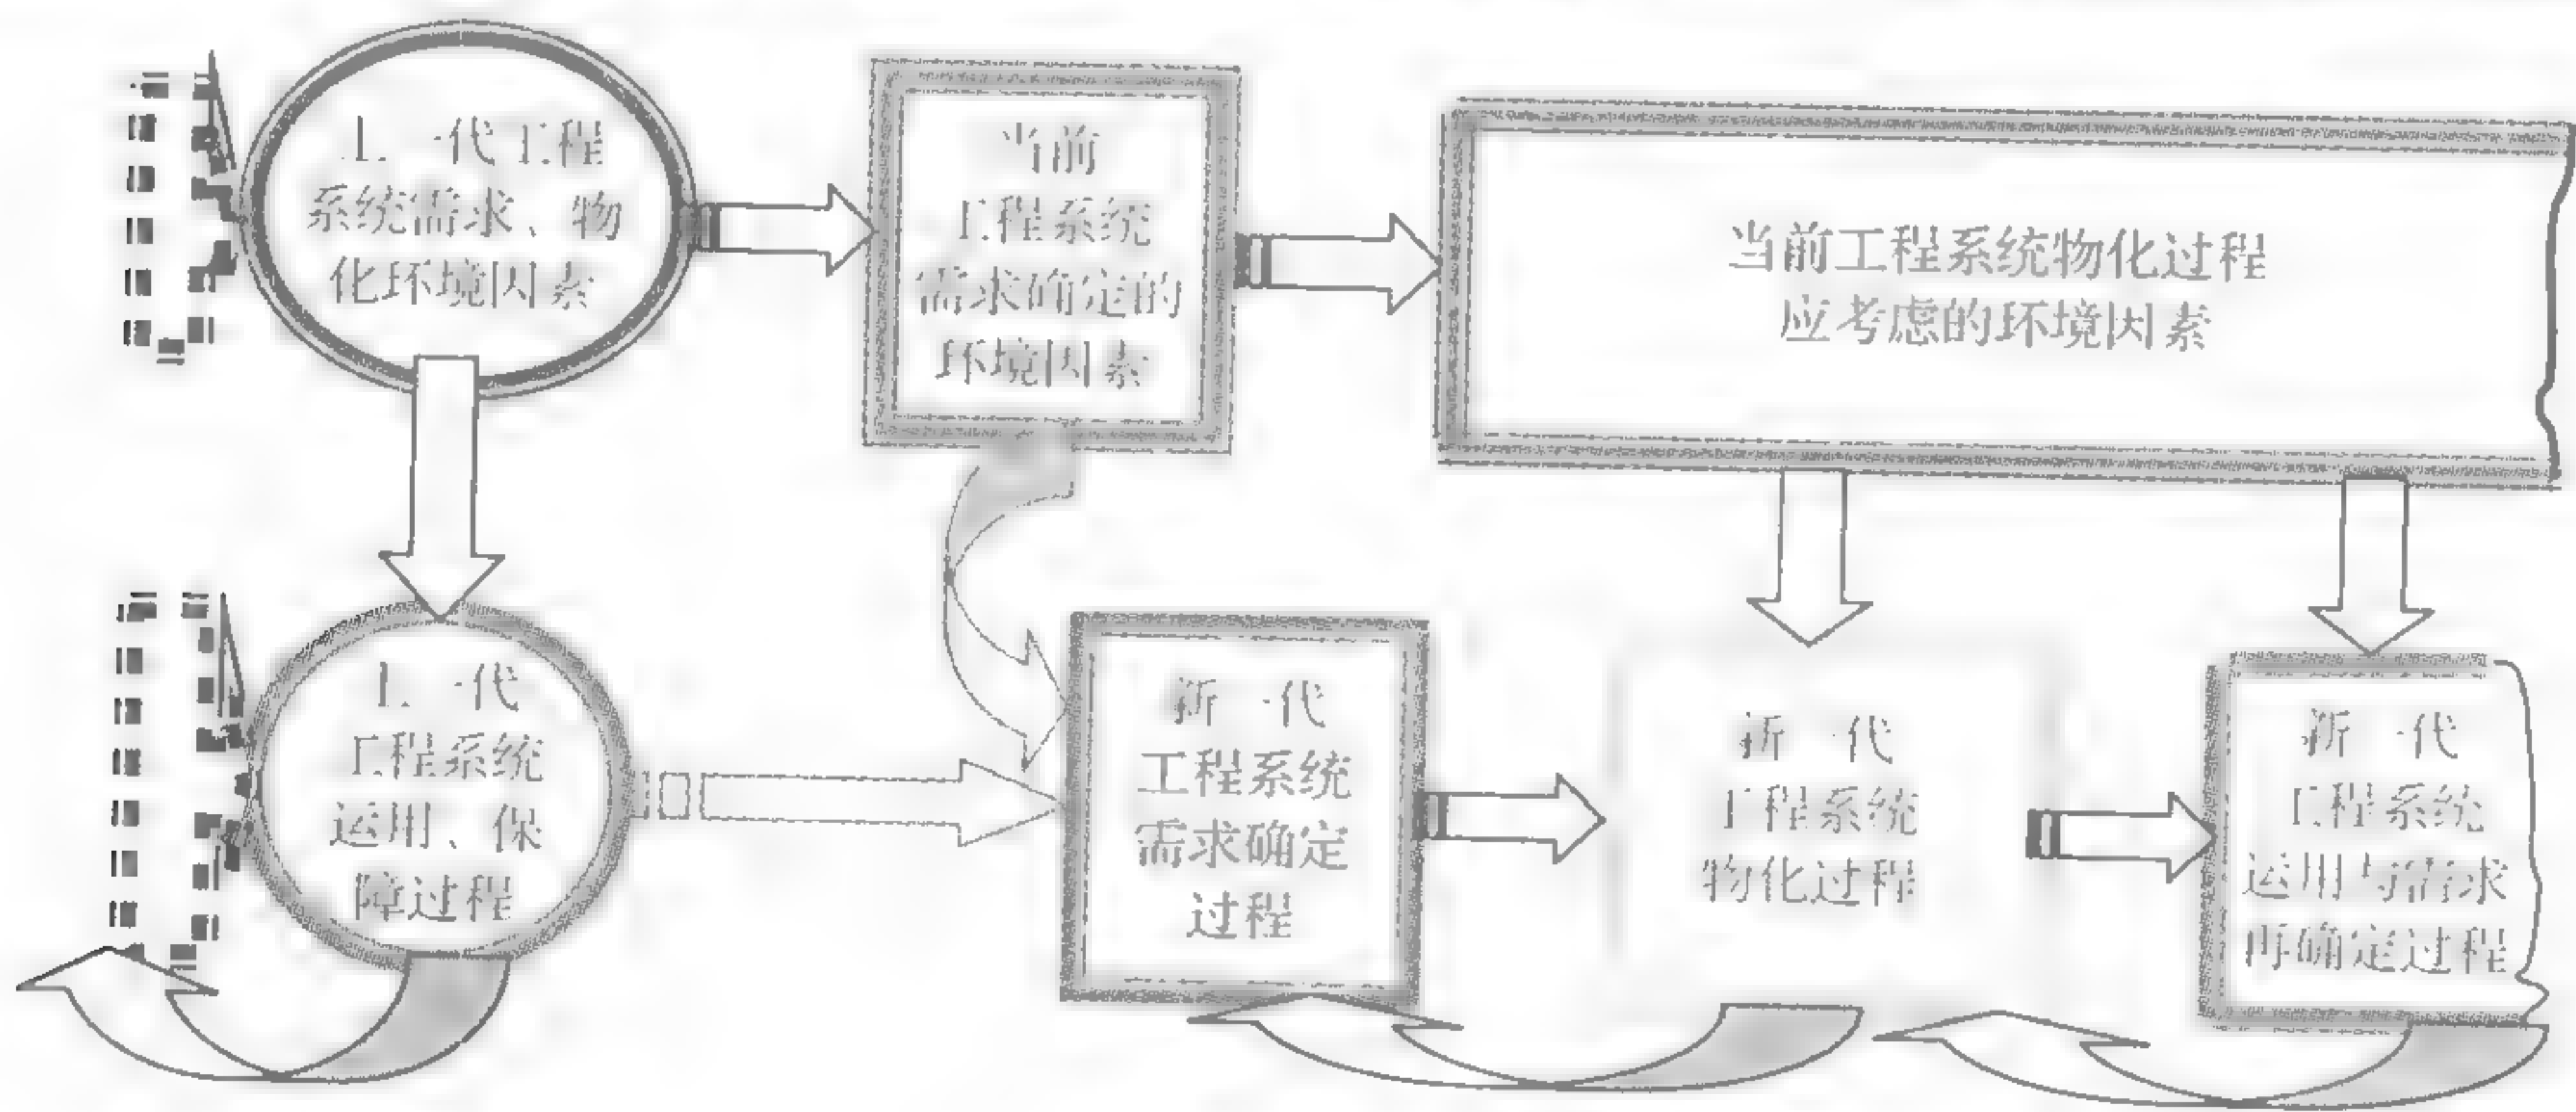 上一代工程
系统需求、物
化环境因素
当前
工程系统
需求确定的
环境因素
当前工程系统物化过程
应考虑的环境因素
上一代
工程系统
运用、保
障过程
新一代
工程系统
需求确定
过程
新一代
工程系统
物化过程
新一代
工程系统
运用与需求
再确定过程